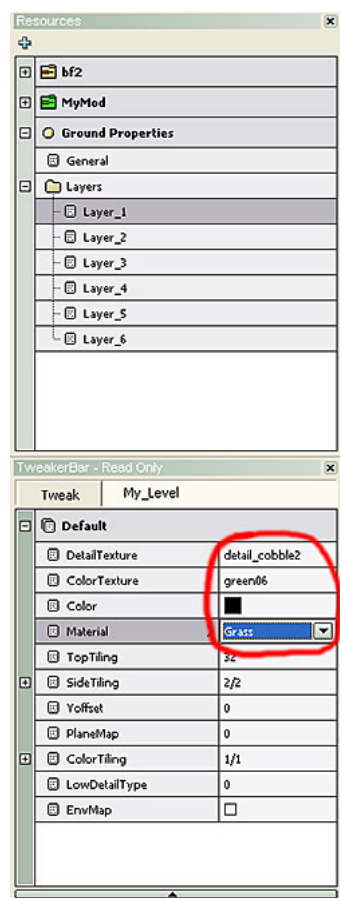 Resources
bf2
MyMod
Ground Properties
General
Layers
Layer_1
Layer_2
Layer_3
Layer_4
Layer_5
Layer_6
TweakerBar - Read Only
Tweak My_Level
Default
DetailTexture detail_cobble2
ColorTexture green06
Color
Material Grass
TopTiling 32
SideTiling 2/2
Yoffset 0
PlaneMap 0
ColorTiling 1/1
LowDetailType 0
EnvMap